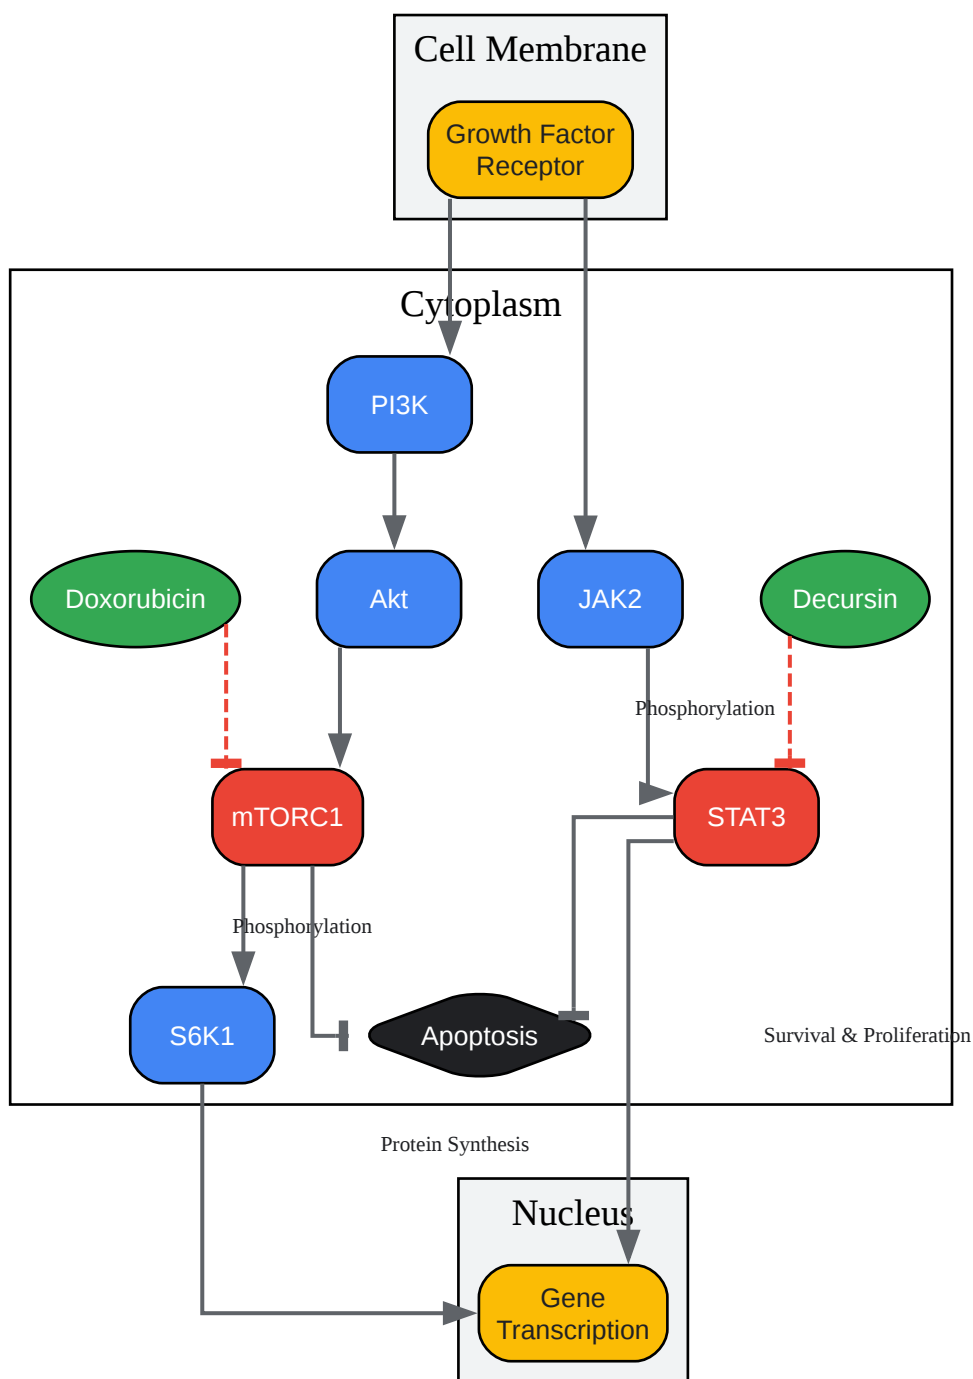 Cell Membrane
Growth Factor
Receptor
Cytoplasm
PI3K
Doxorubicin
Akt
JAK2
Decursin
Phosphorylation
mTORC1
STAT3
Phosphorylation
S6K1
Apoptosis
Survival & Proliferation
Protein Synthesis
Nucleus
Gene
Transcription